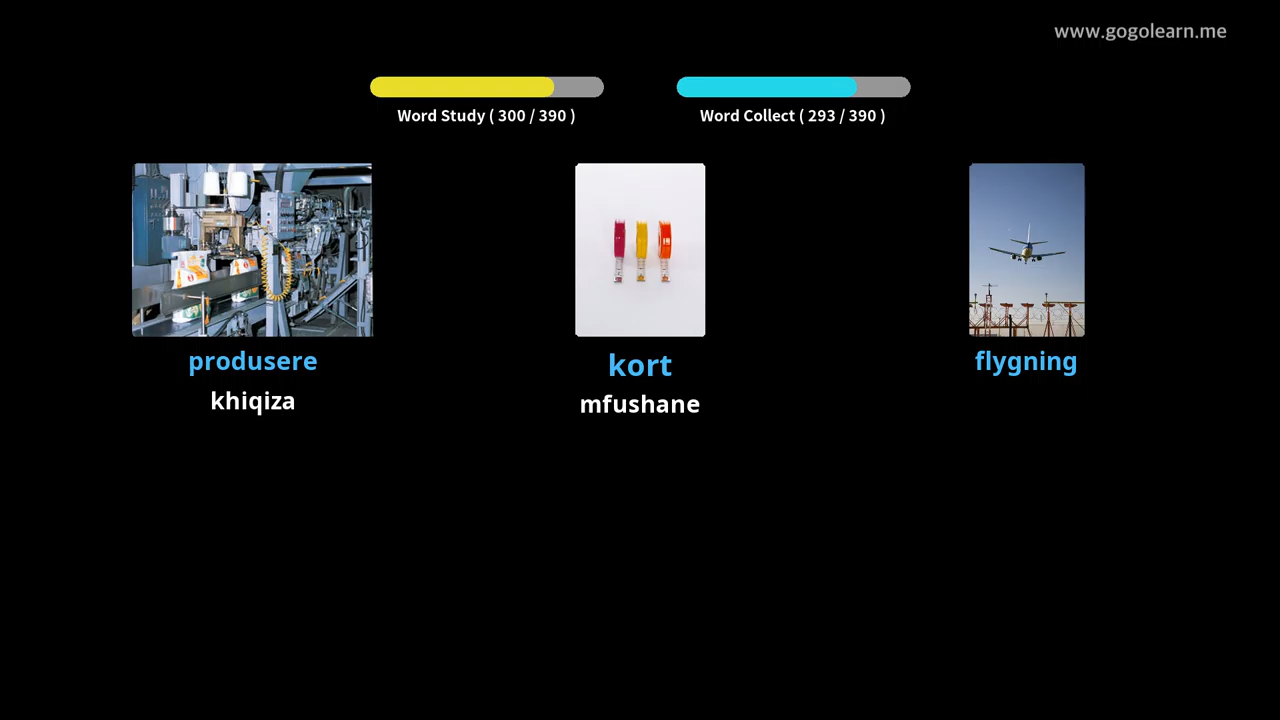 www.gogolearn.me
Word Study ( 300 / 390 )
Word Collect ( 293 / 390 )
produsere
khiqiza
kort
mfushane
flygning